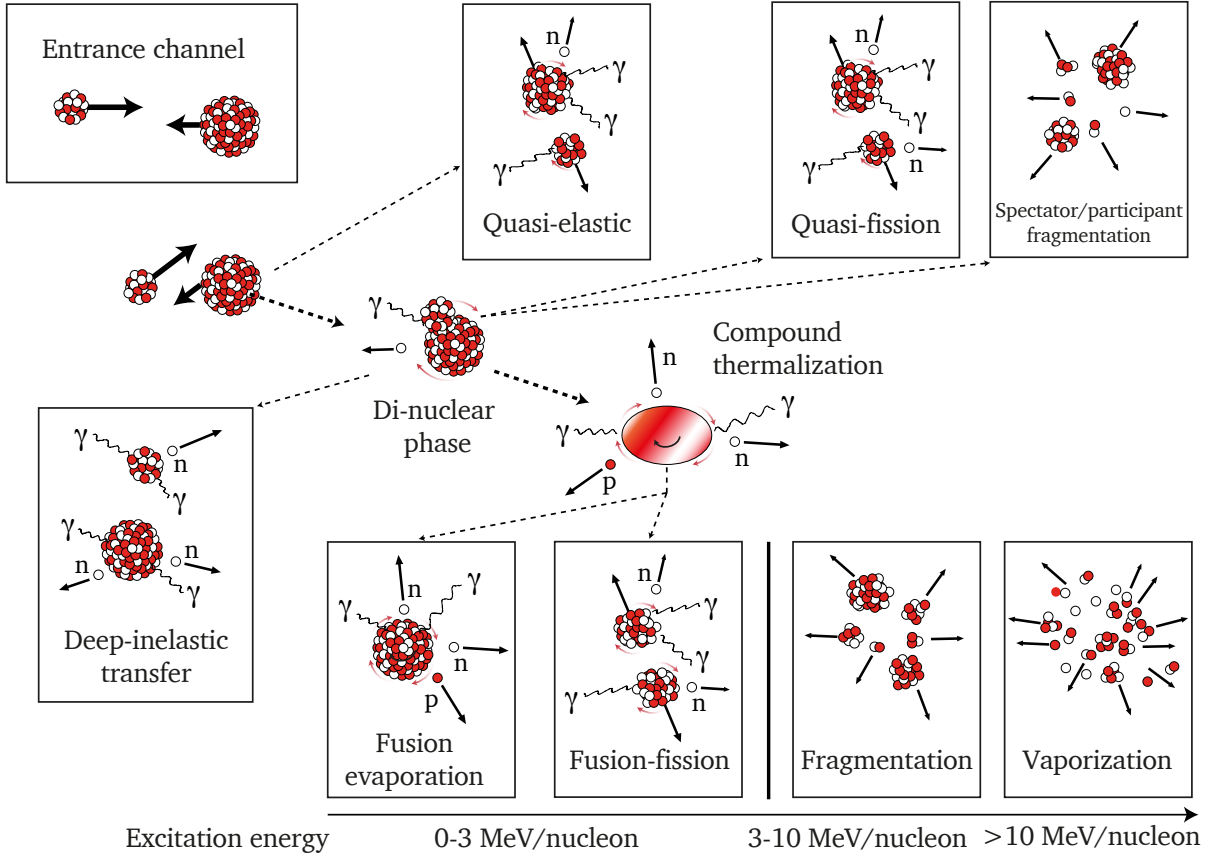 Entrance channel
n
γ
γ
γ
Quasi-elastic
n
γ
γ
γ
n
Quasi-fission
Spectator/participant
fragmentation
γ
Di-nuclear
phase
Compound
thermalization
n
γ
γ
n
p
γ
n
γ
γ
n
n
γ
Deep-inelastic
transfer
n
γ
γ
n
p
Fusion
evaporation
n
γ
γ
γ
n
Fusion-fission
Fragmentation
Vaporization
Excitation energy
0-3 MeV/nucleon
3-10 MeV/nucleon
>10 MeV/nucleon